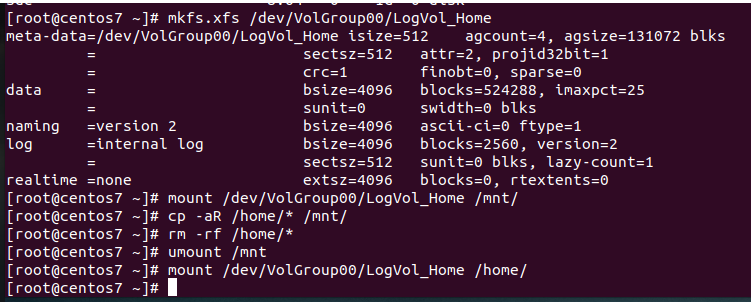 [root@centos7 ~]# mkfs.xfs /dev/VolGroup00/LogVol_Home
meta-data=/dev/VolGroup00/LogVol_Home isize=512    agcount=4, agsize=131072 blks
         =                       sectsz=512   attr=2, projid32bit=1
         =                       crc=1        finobt=0, sparse=0
data     =                       bsize=4096   blocks=524288, imaxpct=25
         =                       sunit=0      swidth=0 blks
naming   =version 2              bsize=4096   ascii-ci=0 ftype=1
log      =internal log           bsize=4096   blocks=2560, version=2
         =                       sectsz=512   sunit=0 blks, lazy-count=1
realtime =none                   extsz=4096   blocks=0, rtextents=0
[root@centos7 ~]# mount /dev/VolGroup00/LogVol_Home /mnt/
[root@centos7 ~]# cp -aR /home/* /mnt/
[root@centos7 ~]# rm -rf /home/*
[root@centos7 ~]# umount /mnt
[root@centos7 ~]# mount /dev/VolGroup00/LogVol_Home /home/
[root@centos7 ~]#